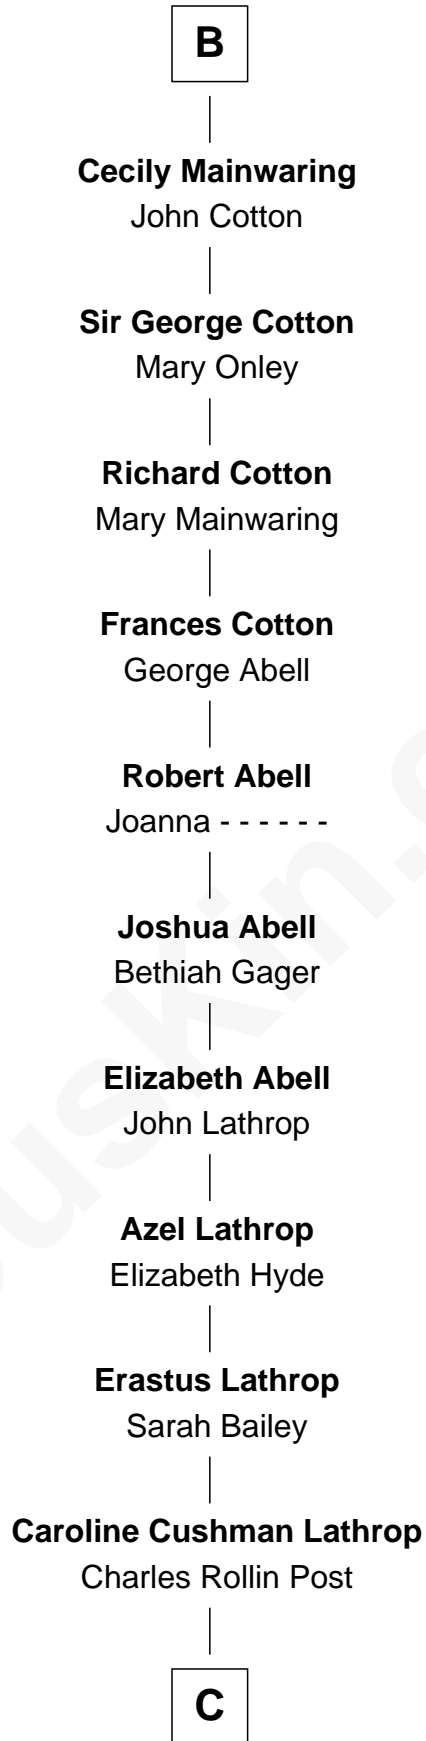 B
Cecily Mainwaring
John Cotton
Sir George Cotton
Mary Onley
Richard Cotton
Mary Mainwaring
Frances Cotton
George Abell
Robert Abell
Joanna - - - - - -
Joshua Abell
Bethiah Gager
Elizabeth Abell
John Lathrop
Azel Lathrop
Elizabeth Hyde
Erastus Lathrop
Sarah Bailey
Caroline Cushman Lathrop
Charles Rollin Post
C